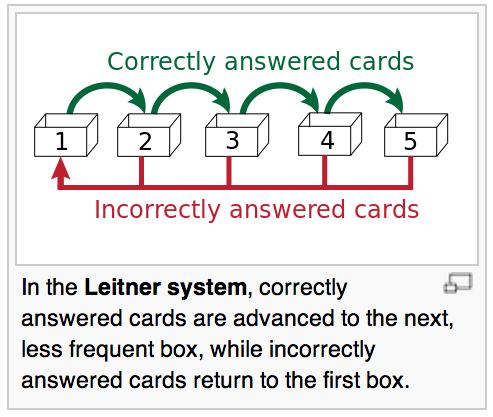 Correctly answered cards
1 2 3 4 5
Incorrectly answered cards
In the Leitner system, correctly
answered cards are advanced to the next,
less frequent box, while incorrectly
answered cards return to the first box.